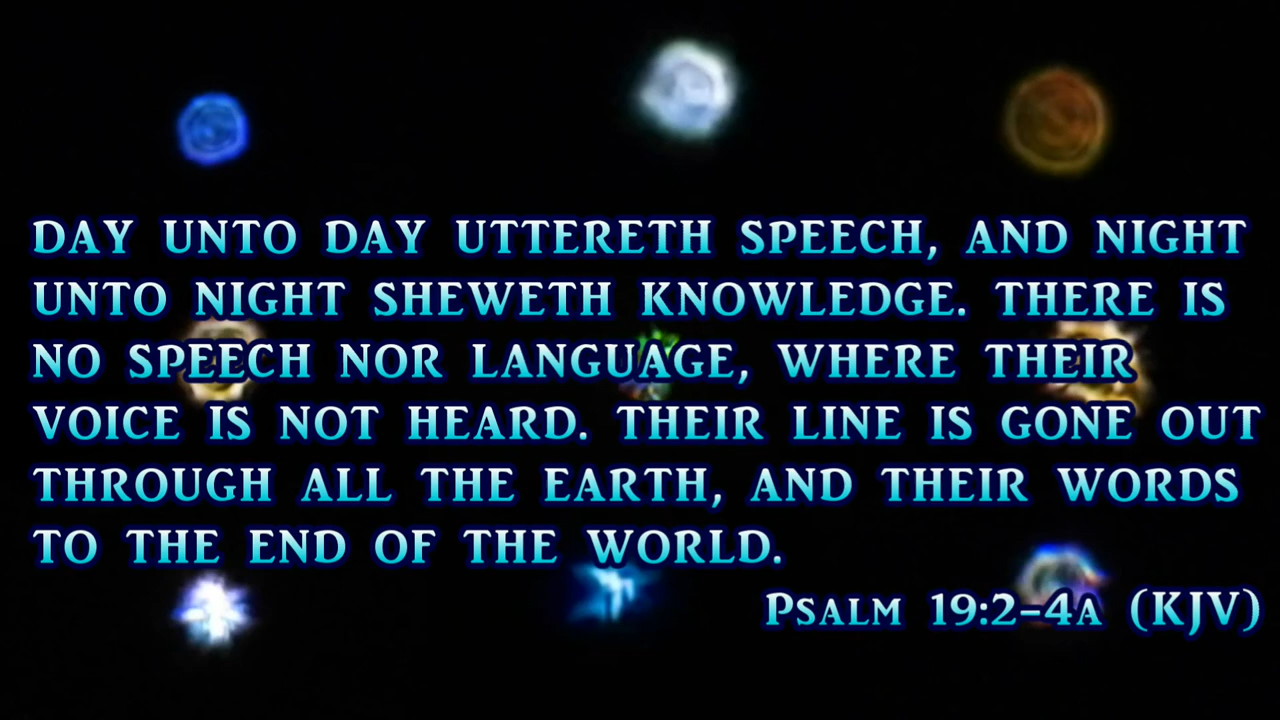 DAY UNTO DAY UTTERETH SPEECH, AND NIGHT
UNTO NIGHT SHEWETH KNOWLEDGE. THERE IS
NO SPEECH NOR LANGUAGE, WHERE THEIR
VOICE IS NOT HEARD. THEIR LINE IS GONE OUT
THROUGH ALL THE EARTH, AND THEIR WORDS
TO THE END OF THE WORLD.
PSALM 19:2-4A (KJV)